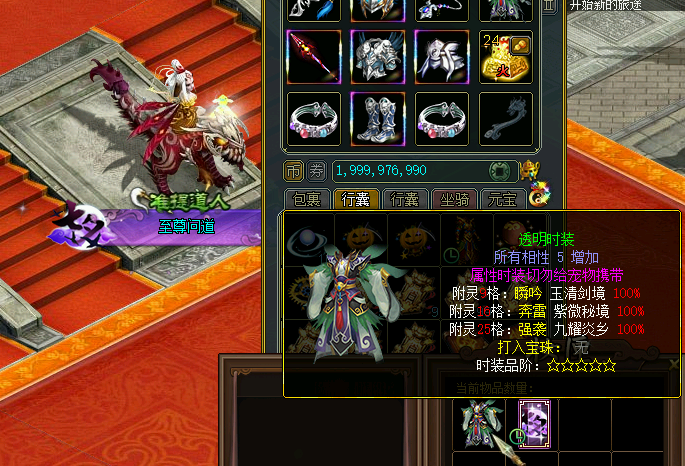 开始新的旅途
24
火
币 券 1,999,976,990
包裹 行囊 行囊 坐骑 元宝
准提道人
至尊问道
透明时装
所有相性 5 增加
属性时装切勿给宠物携带
附灵9格：瞬吟 玉清剑境 100%
附灵16格：奔雷 紫微秘境 100%
附灵25格：强袭 九耀炎乡 100%
打入宝珠：无
时装品阶：☆☆☆☆☆
当前物品数量：